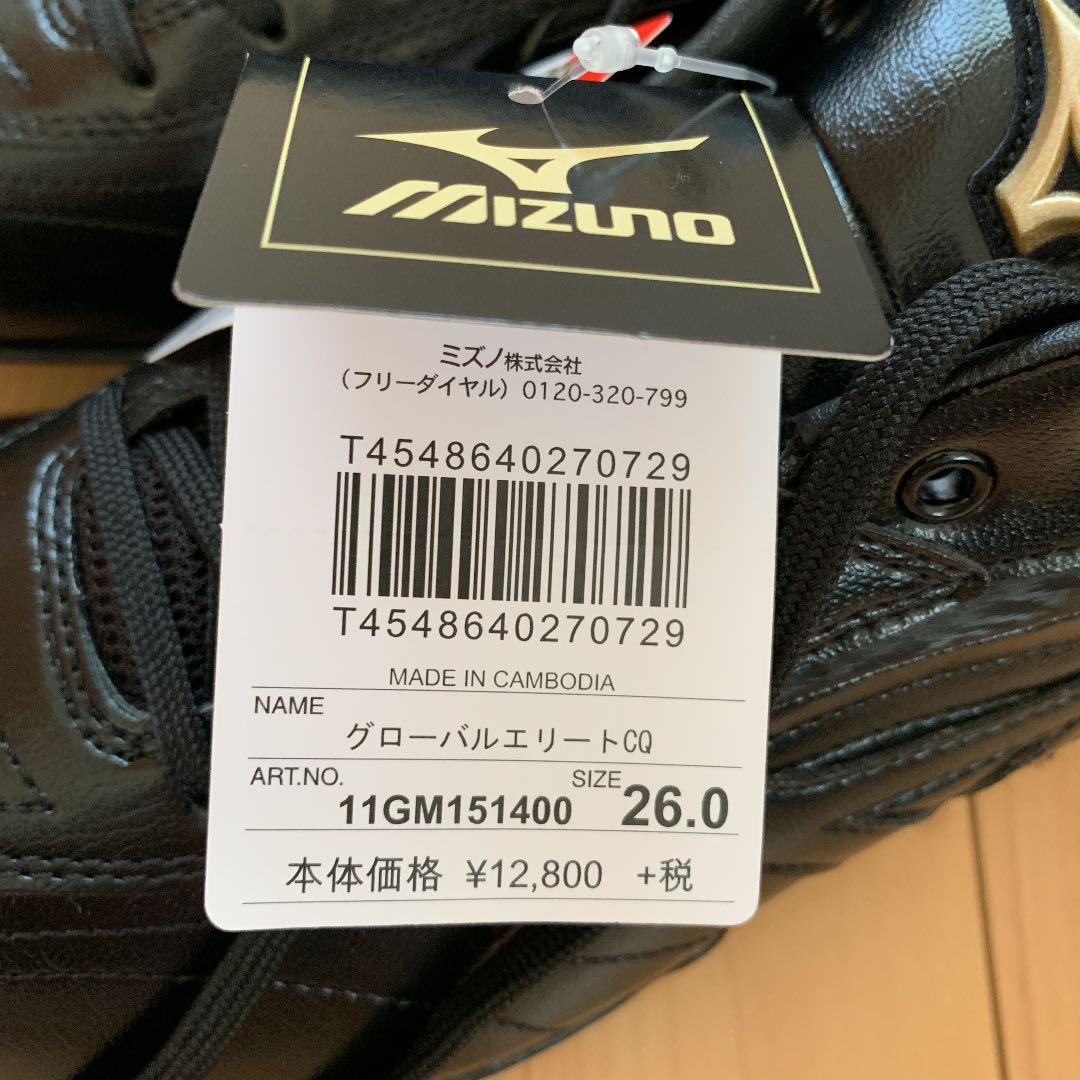 MIZUNO
ミズノ株式会社
(フリーダイヤル) 0120-320-799
T4548640270729
T4548640270729
MADE IN CAMBODIA
NAME
グローバルエリートCQ
ART.NO. 11GM151400 SIZE 26.0
本体価格 ¥12,800 +税